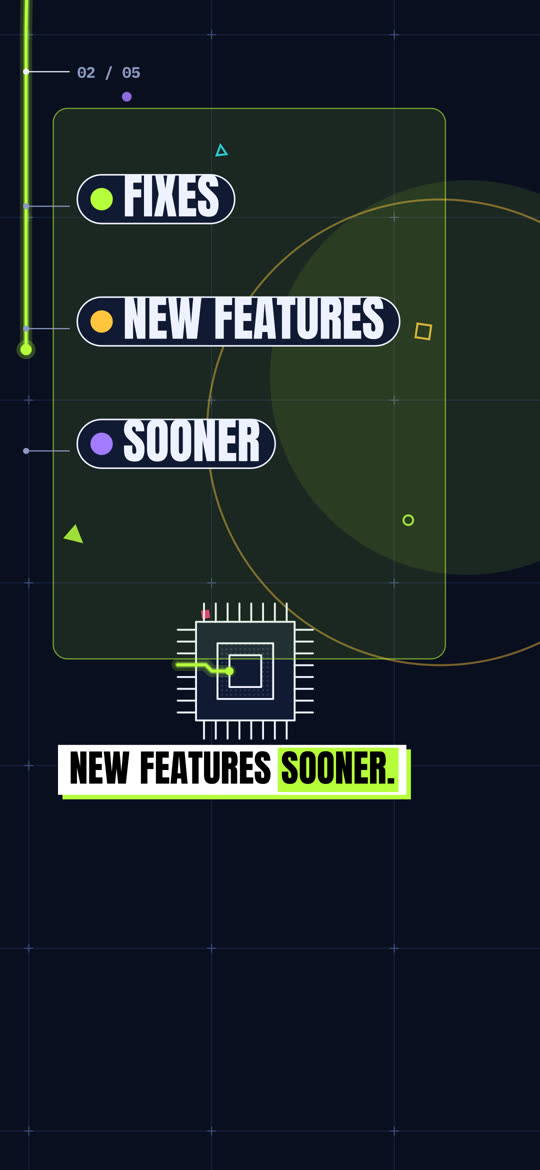 02 / 05
FIXES
NEW FEATURES
SOONER
NEW FEATURES SOONER.